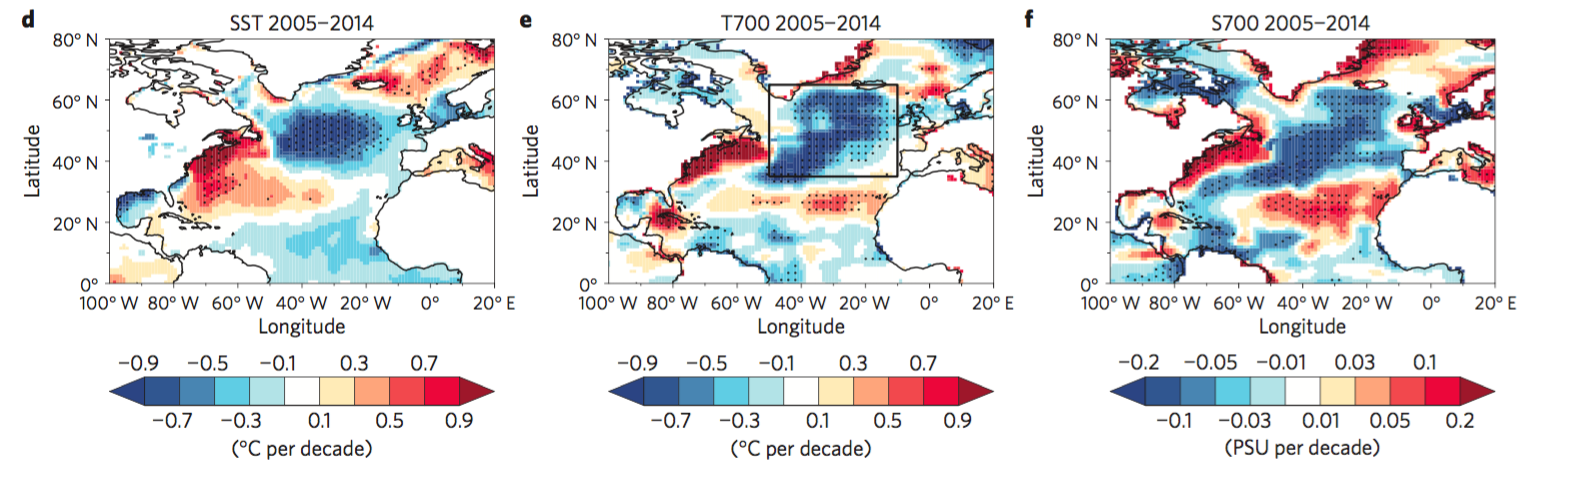 d SST 2005–2014
80° N
60° N
40° N
20° N
0°
Latitude
100° W 80° W 60° W 40° W 20° W 0° 20° E
Longitude
−0.9 −0.5 −0.1 0.3 0.7
−0.7 −0.3 0.1 0.5 0.9
(°C per decade)
e T700 2005–2014
80° N
60° N
40° N
20° N
0°
Latitude
100° W 80° W 60° W 40° W 20° W 0° 20° E
Longitude
−0.9 −0.5 −0.1 0.3 0.7
−0.7 −0.3 0.1 0.5 0.9
(°C per decade)
f S700 2005–2014
80° N
60° N
40° N
20° N
0°
Latitude
100° W 80° W 60° W 40° W 20° W 0° 20° E
Longitude
−0.2 −0.05 −0.01 0.03 0.1
−0.1 −0.03 0.01 0.05 0.2
(PSU per decade)